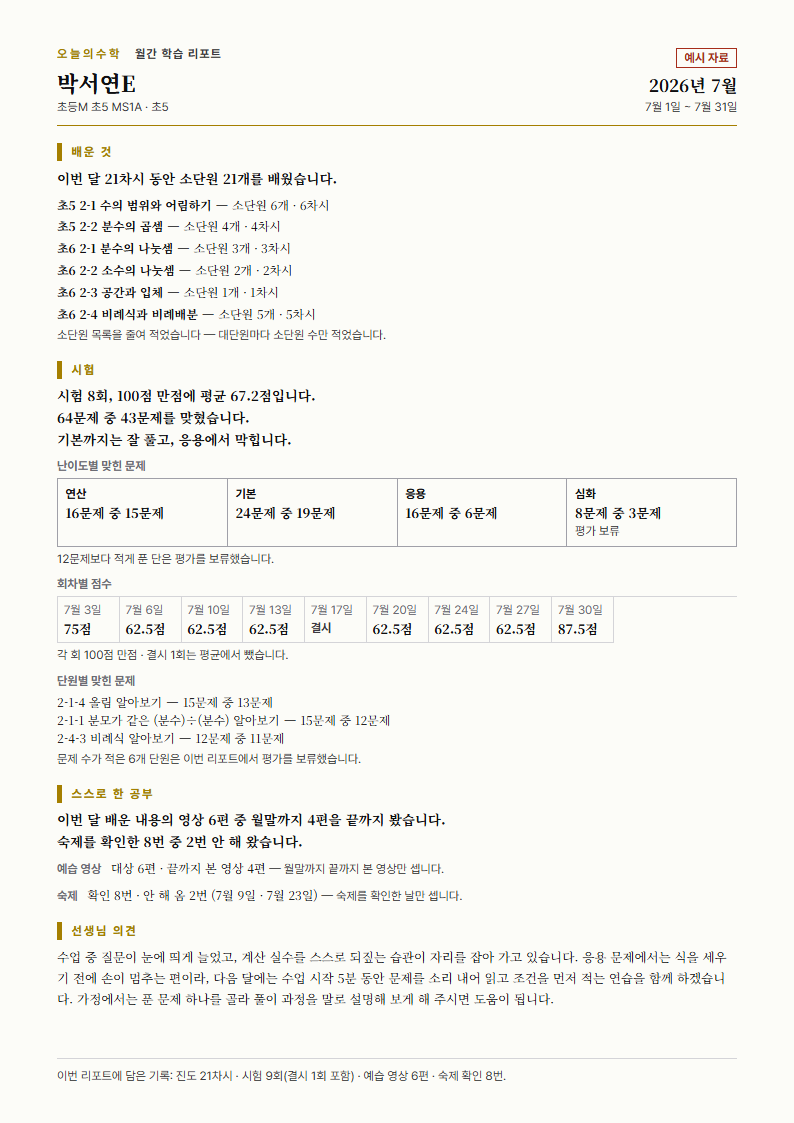 오늘의수학 월간 학습 리포트
예시 자료
박서연E
2026년 7월
초등M 초5 MS1A · 초5
7월 1일 ~ 7월 31일
배운 것
이번 달 21차시 동안 소단원 21개를 배웠습니다.
초5 2-1 수의 범위와 어림하기 — 소단원 6개 · 6차시
초5 2-2 분수의 곱셈 — 소단원 4개 · 4차시
초6 2-1 분수의 나눗셈 — 소단원 3개 · 3차시
초6 2-2 소수의 나눗셈 — 소단원 2개 · 2차시
초6 2-3 공간과 입체 — 소단원 1개 · 1차시
초6 2-4 비례식과 비례배분 — 소단원 5개 · 5차시
소단원 목록을 줄여 적었습니다 — 대단원마다 소단원 수만 적었습니다.
시험
시험 8회, 100점 만점에 평균 67.2점입니다.
64문제 중 43문제를 맞혔습니다.
기본까지는 잘 풀고, 응용에서 막힙니다.
난이도별 맞힌 문제
연산 기본 응용 심화
16문제 중 15문제 24문제 중 19문제 16문제 중 6문제 8문제 중 3문제
평가 보류
12문제보다 적게 푼 단은 평가를 보류했습니다.
회차별 점수
7월 3일 7월 6일 7월 10일 7월 13일 7월 17일 7월 20일 7월 24일 7월 27일 7월 30일
75점 62.5점 62.5점 62.5점 결시 62.5점 62.5점 62.5점 87.5점
각 회 100점 만점 · 결시 1회는 평균에서 뺐습니다.
단원별 맞힌 문제
2-1-4 올림 알아보기 — 15문제 중 13문제
2-1-1 분모가 같은 (분수)÷(분수) 알아보기 — 15문제 중 12문제
2-4-3 비례식 알아보기 — 12문제 중 11문제
문제 수가 적은 6개 단원은 이번 리포트에서 평가를 보류했습니다.
스스로 한 공부
이번 달 배운 내용의 영상 6편 중 월말까지 4편을 끝까지 봤습니다.
숙제를 확인한 8번 중 2번 안 해 왔습니다.
예습 영상 대상 6편 · 끝까지 본 영상 4편 — 월말까지 끝까지 본 영상만 셉니다.
숙제 확인 8번 · 안 해 옴 2번 (7월 9일 · 7월 23일) — 숙제를 확인한 날만 셉니다.
선생님 의견
수업 중 질문이 눈에 띄게 늘었고, 계산 실수를 스스로 되짚는 습관이 자리를 잡아 가고 있습니다. 응용 문제에서는 식을 세우
기 전에 손이 멈추는 편이라, 다음 달에는 수업 시작 5분 동안 문제를 소리 내어 읽고 조건을 먼저 적는 연습을 함께 하겠습니
다. 가정에서는 푼 문제 하나를 골라 풀이 과정을 말로 설명해 보게 해 주시면 도움이 됩니다.
이번 리포트에 담은 기록: 진도 21차시 · 시험 9회(결시 1회 포함) · 예습 영상 6편 · 숙제 확인 8번.